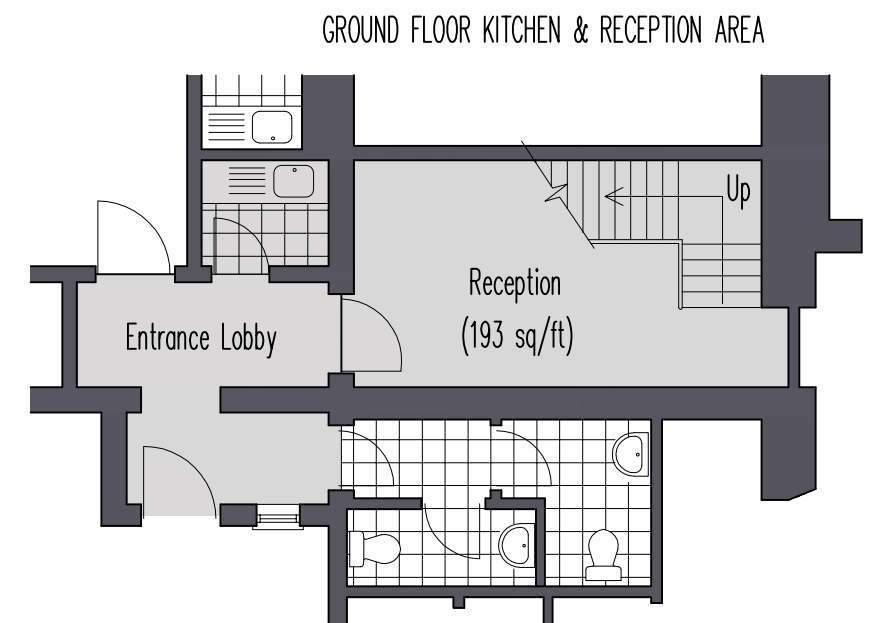 GROUND FLOOR KITCHEN & RECEPTION AREA
Up
Reception
(193 sq/ft)
Entrance Lobby